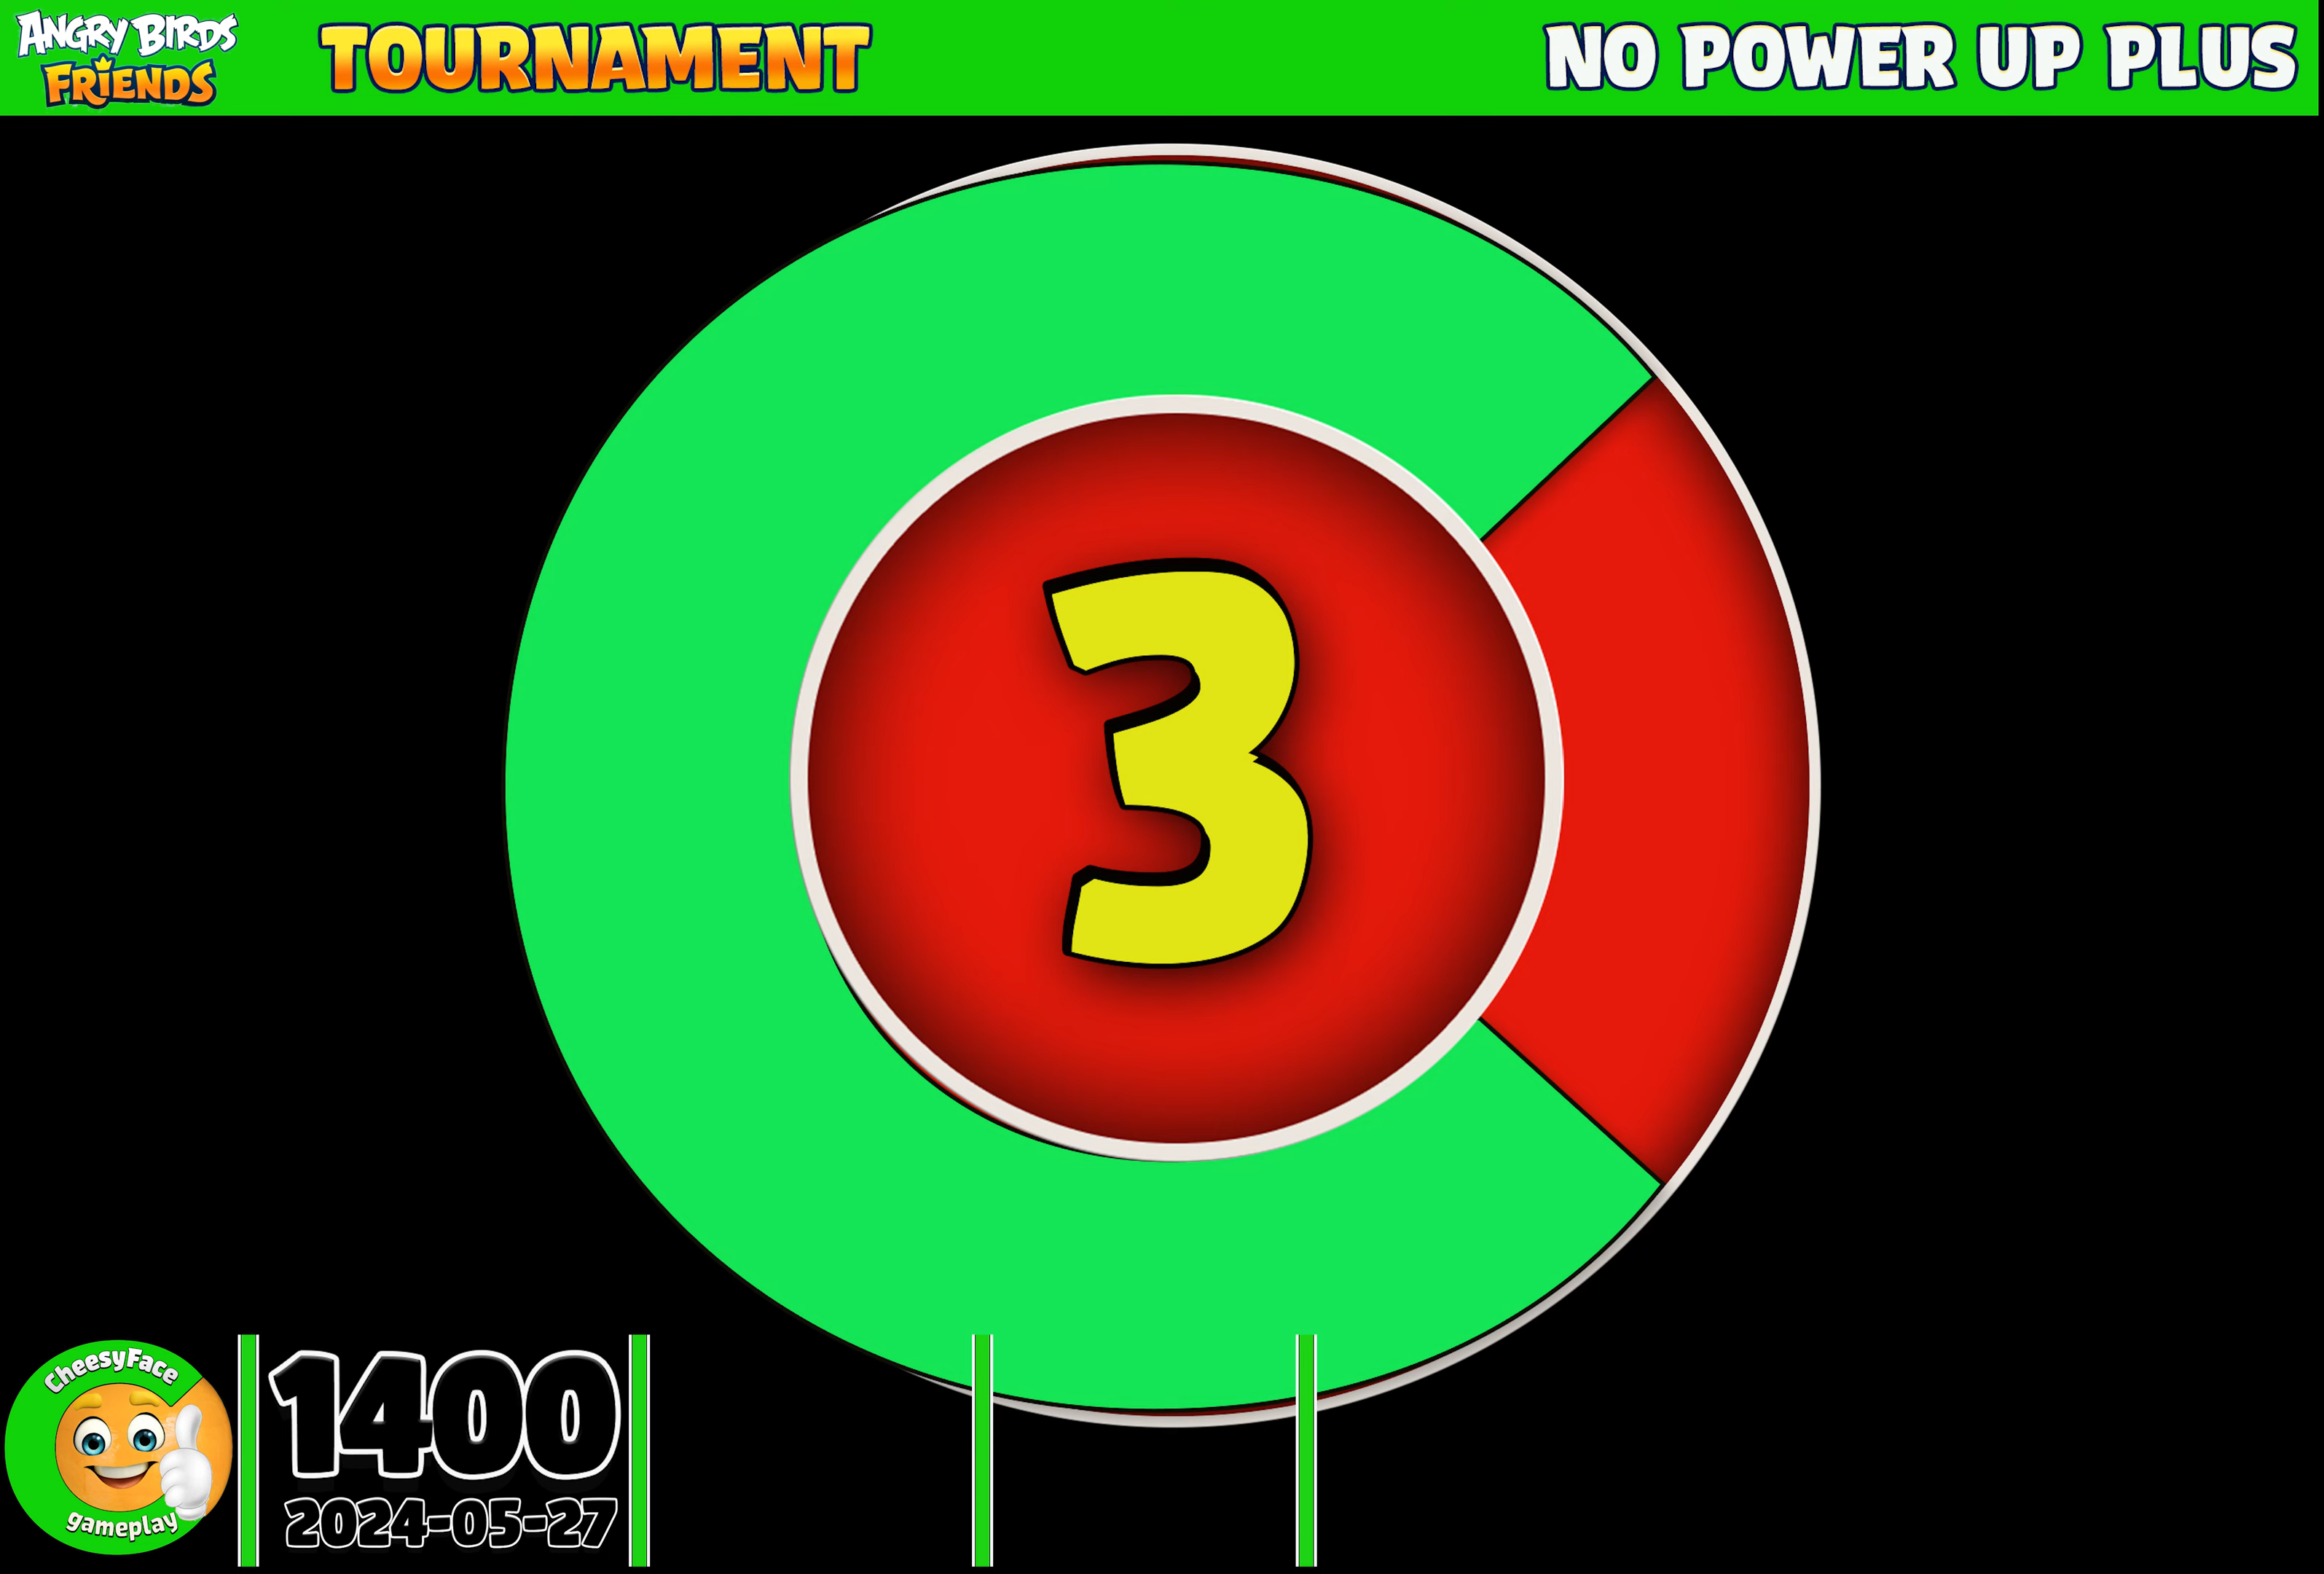 ANGRY BIRDS
FRIENDS
TOURNAMENT
NO POWER UP PLUS
3
CheesyFace
gameplay
1400
2024-05-27